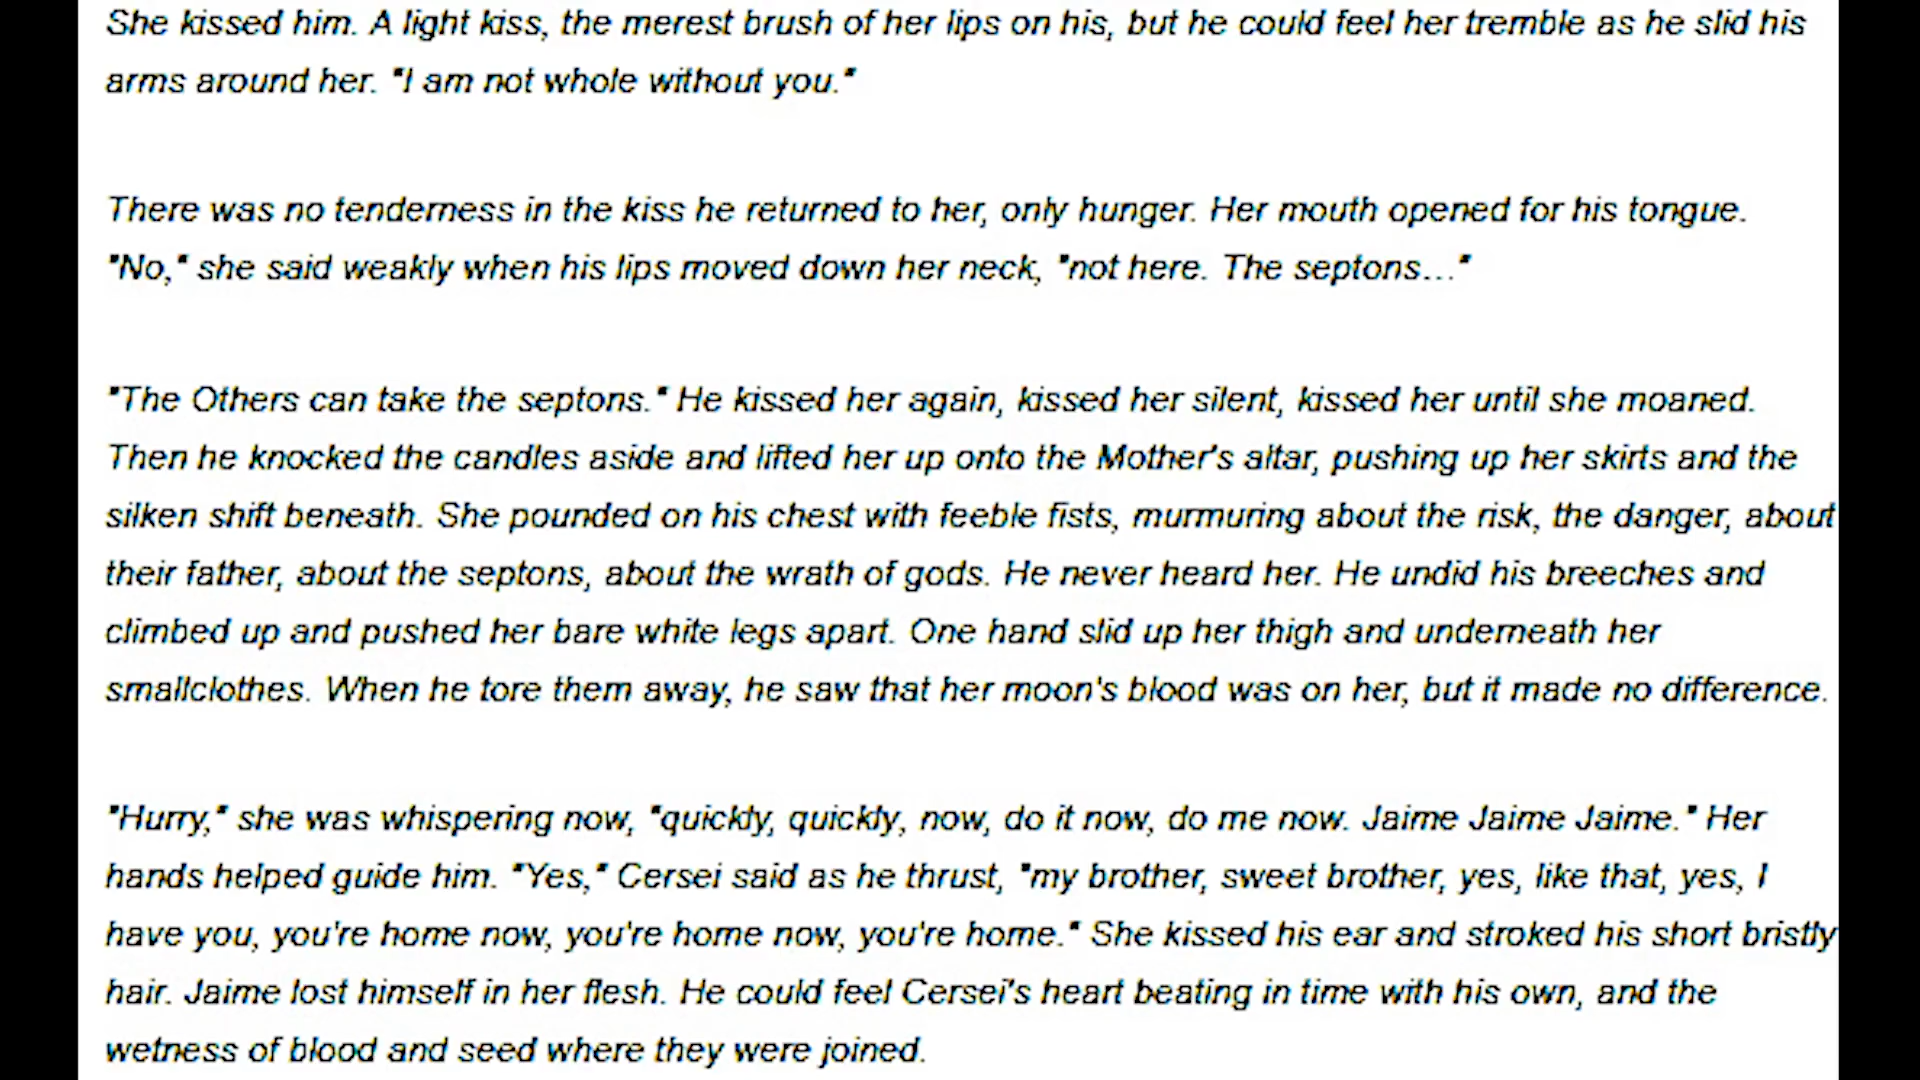 She kissed him. A light kiss, the merest brush of her lips on his, but he could feel her tremble as he slid his
arms around her. "I am not whole without you."
There was no tenderness in the kiss he returned to her, only hunger. Her mouth opened for his tongue.
"No," she said weakly when his lips moved down her neck, "not here. The septons…"
"The Others can take the septons." He kissed her again, kissed her silent, kissed her until she moaned.
Then he knocked the candles aside and lifted her up onto the Mother's altar, pushing up her skirts and the
silken shift beneath. She pounded on his chest with feeble fists, murmuring about the risk, the danger, about
their father, about the septons, about the wrath of gods. He never heard her. He undid his breeches and
climbed up and pushed her bare white legs apart. One hand slid up her thigh and underneath her
smallclothes. When he tore them away, he saw that her moon's blood was on her, but it made no difference.
"Hurry," she was whispering now, "quickly, quickly, now, do it now, do me now. Jaime Jaime Jaime." Her
hands helped guide him. "Yes," Cersei said as he thrust, "my brother, sweet brother, yes, like that, yes, I
have you, you're home now, you're home now, you're home." She kissed his ear and stroked his short bristly
hair. Jaime lost himself in her flesh. He could feel Cersei's heart beating in time with his own, and the
wetness of blood and seed where they were joined.